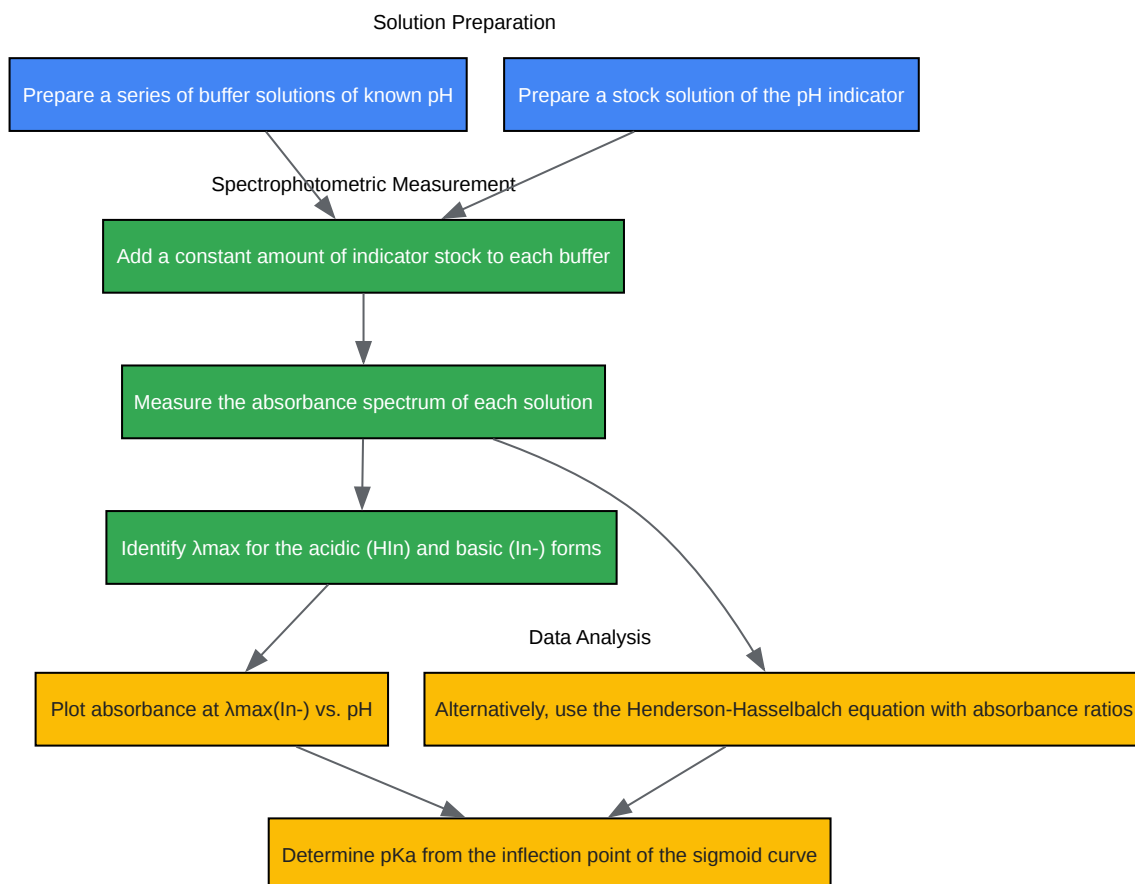 Solution Preparation
Prepare a series of buffer solutions of known pH
Prepare a stock solution of the pH indicator
Spectrophotometric Measurement
Add a constant amount of indicator stock to each buffer
Measure the absorbance spectrum of each solution
Identify λmax for the acidic (HIn) and basic (In-) forms
Data Analysis
Plot absorbance at λmax(In-) vs. pH
Alternatively, use the Henderson-Hasselbalch equation with absorbance ratios
Determine pKa from the inflection point of the sigmoid curve